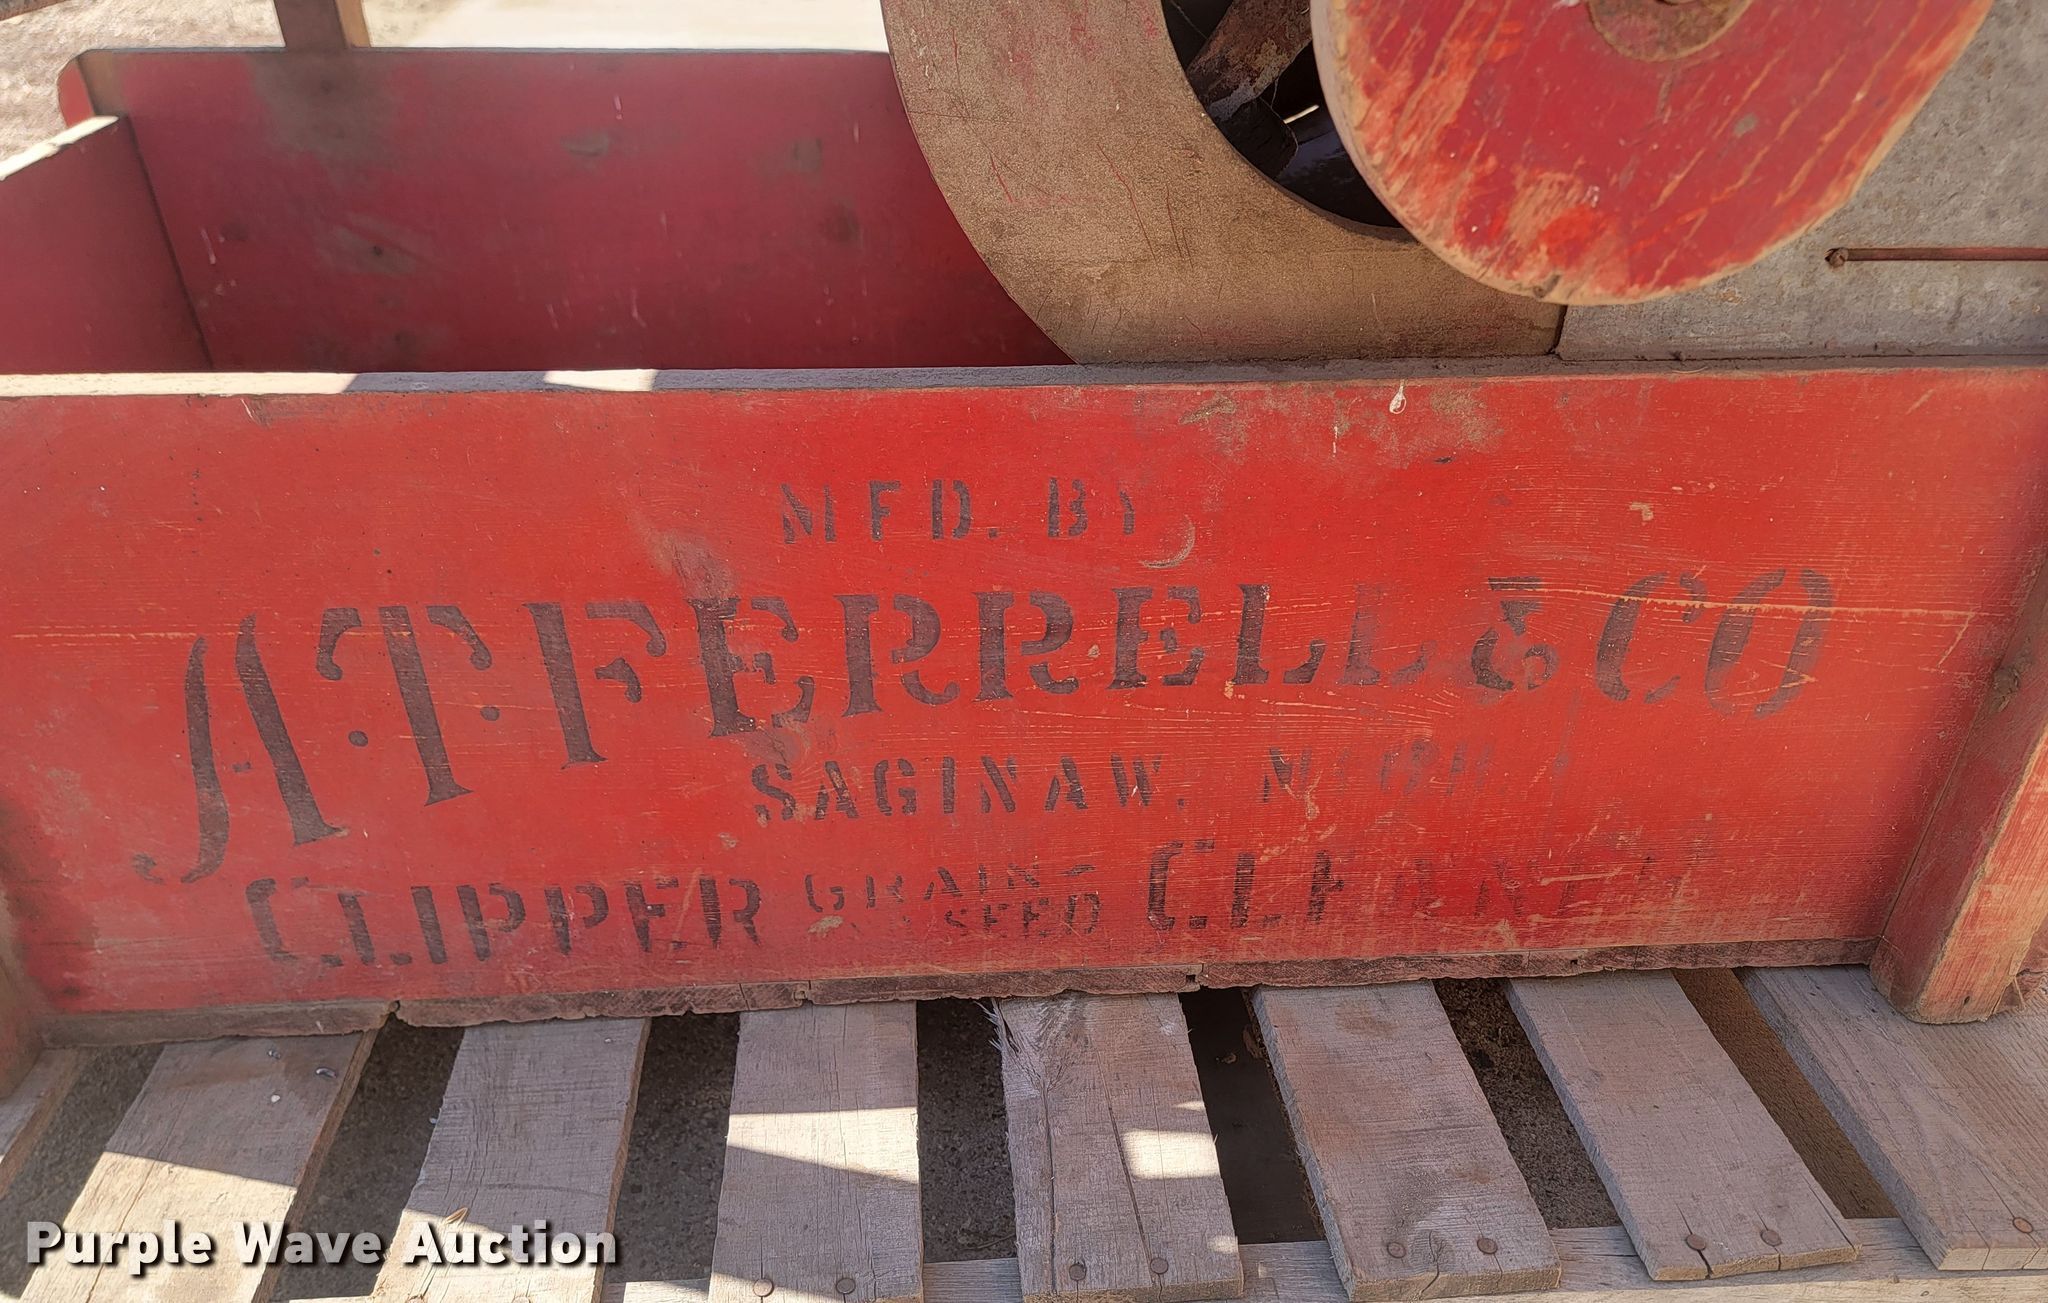 MFD. BY
A.T. FERRELL & CO
SAGINAW, MICH.
CLIPPER GRAIN & SEED CLEANER
Purple Wave Auction